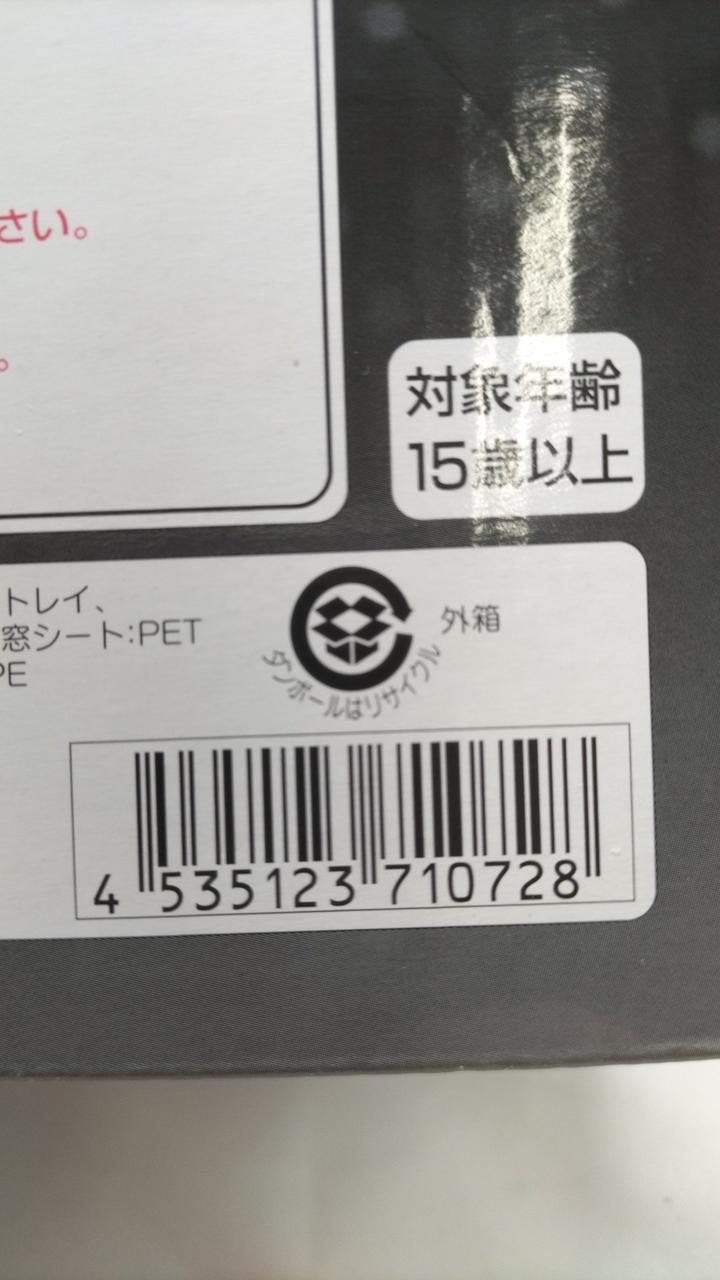 さい。
。
対象年齢
15歳以上
トレイ、
窓シート:PET
PE
外箱
ダンボールはリサイクル
4 535123 710728